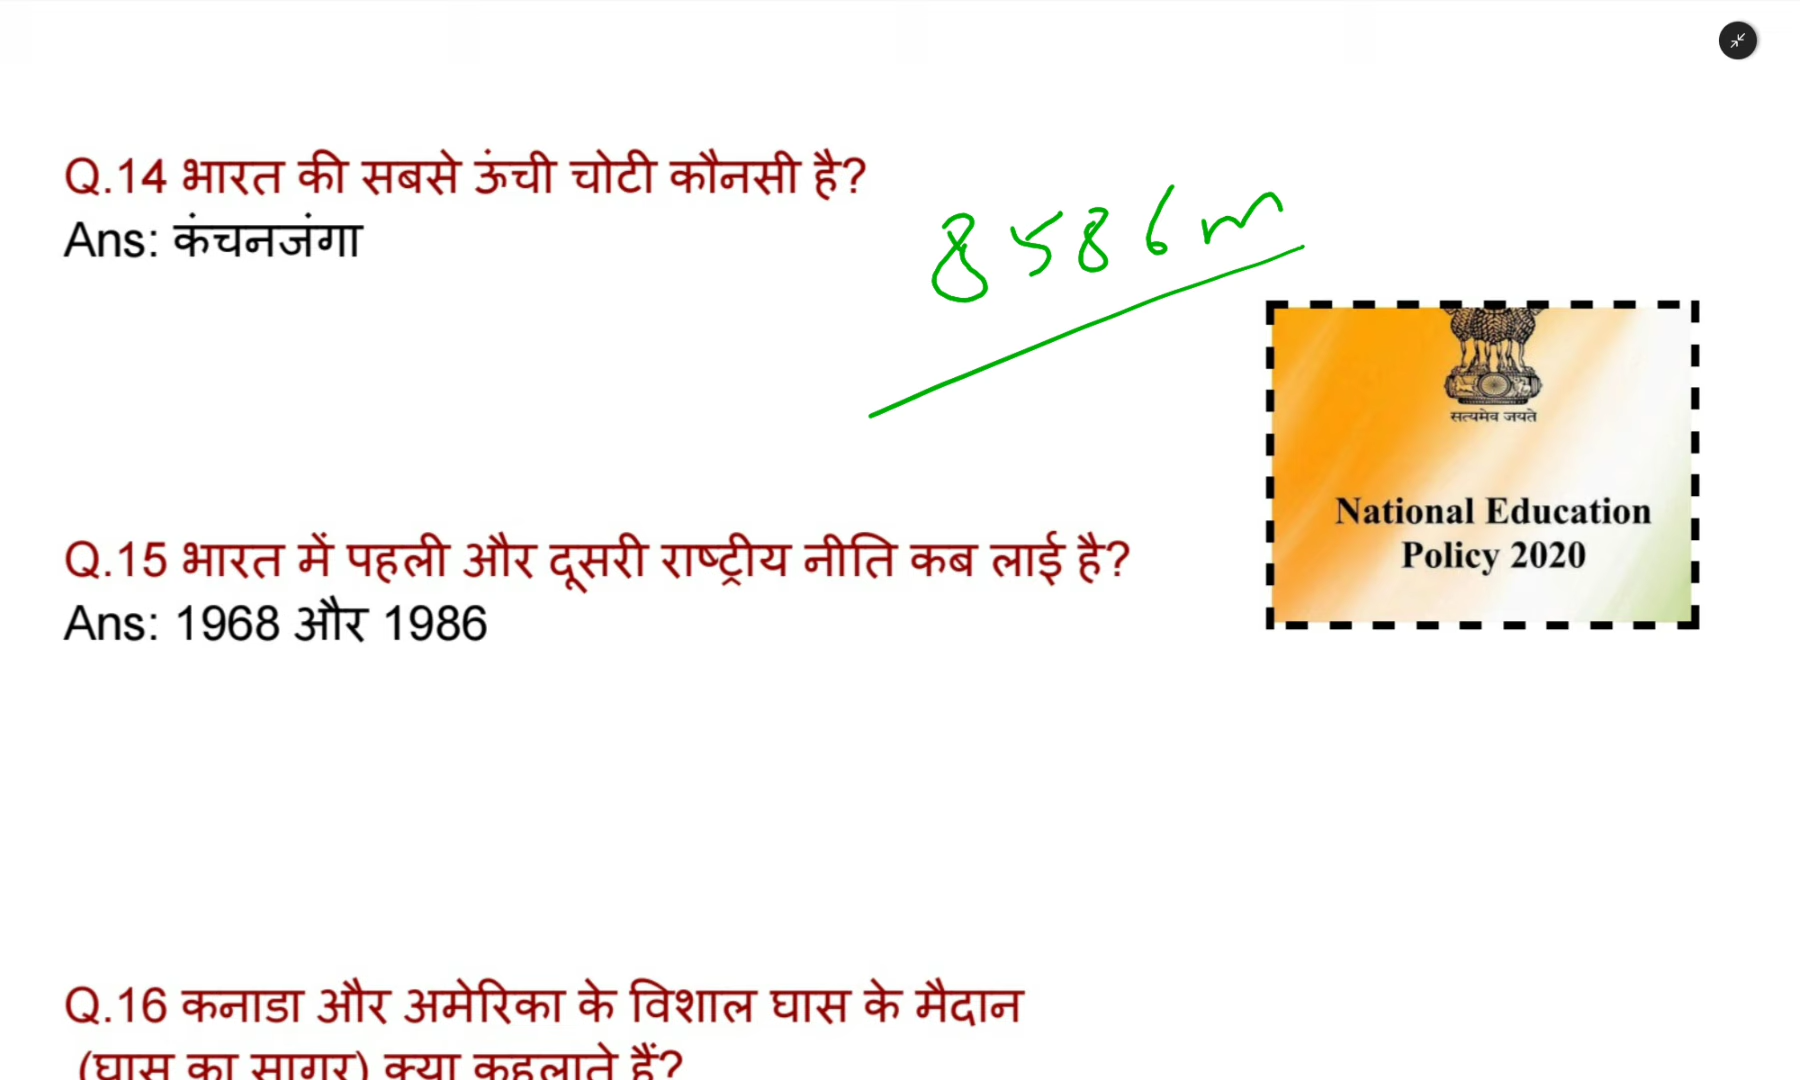 Q.14 भारत की सबसे ऊंची चोटी कौनसी है?
Ans: कंचनजंगा
8586m
सत्यमेव जयते
National Education
Policy 2020
Q.15 भारत में पहली और दूसरी राष्ट्रीय नीति कब लाई है?
Ans: 1968 और 1986
Q.16 कनाडा और अमेरिका के विशाल घास के मैदान
(घास का सागर) क्या कहलाते हैं?